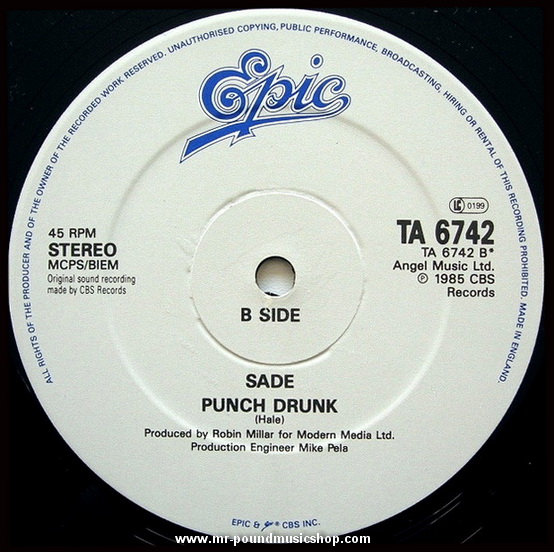 ALL RIGHTS OF THE PRODUCER AND OF THE OWNER OF THE RECORDED WORK RESERVED. UNAUTHORISED COPYING, PUBLIC PERFORMANCE, BROADCASTING, HIRING OR RENTAL OF THIS RECORDING PROHIBITED. MADE IN ENGLAND.
Epic
45 RPM
STEREO
MCPS/BIEM
Original sound recording
made by CBS Records
LC 0199
TA 6742
TA 6742 B*
Angel Music Ltd.
℗ 1985 CBS
Records
B SIDE
SADE
PUNCH DRUNK
(Hale)
Produced by Robin Millar for Modern Media Ltd.
Production Engineer Mike Pela
EPIC & ® CBS INC.
www.mr-poundmusicshop.com